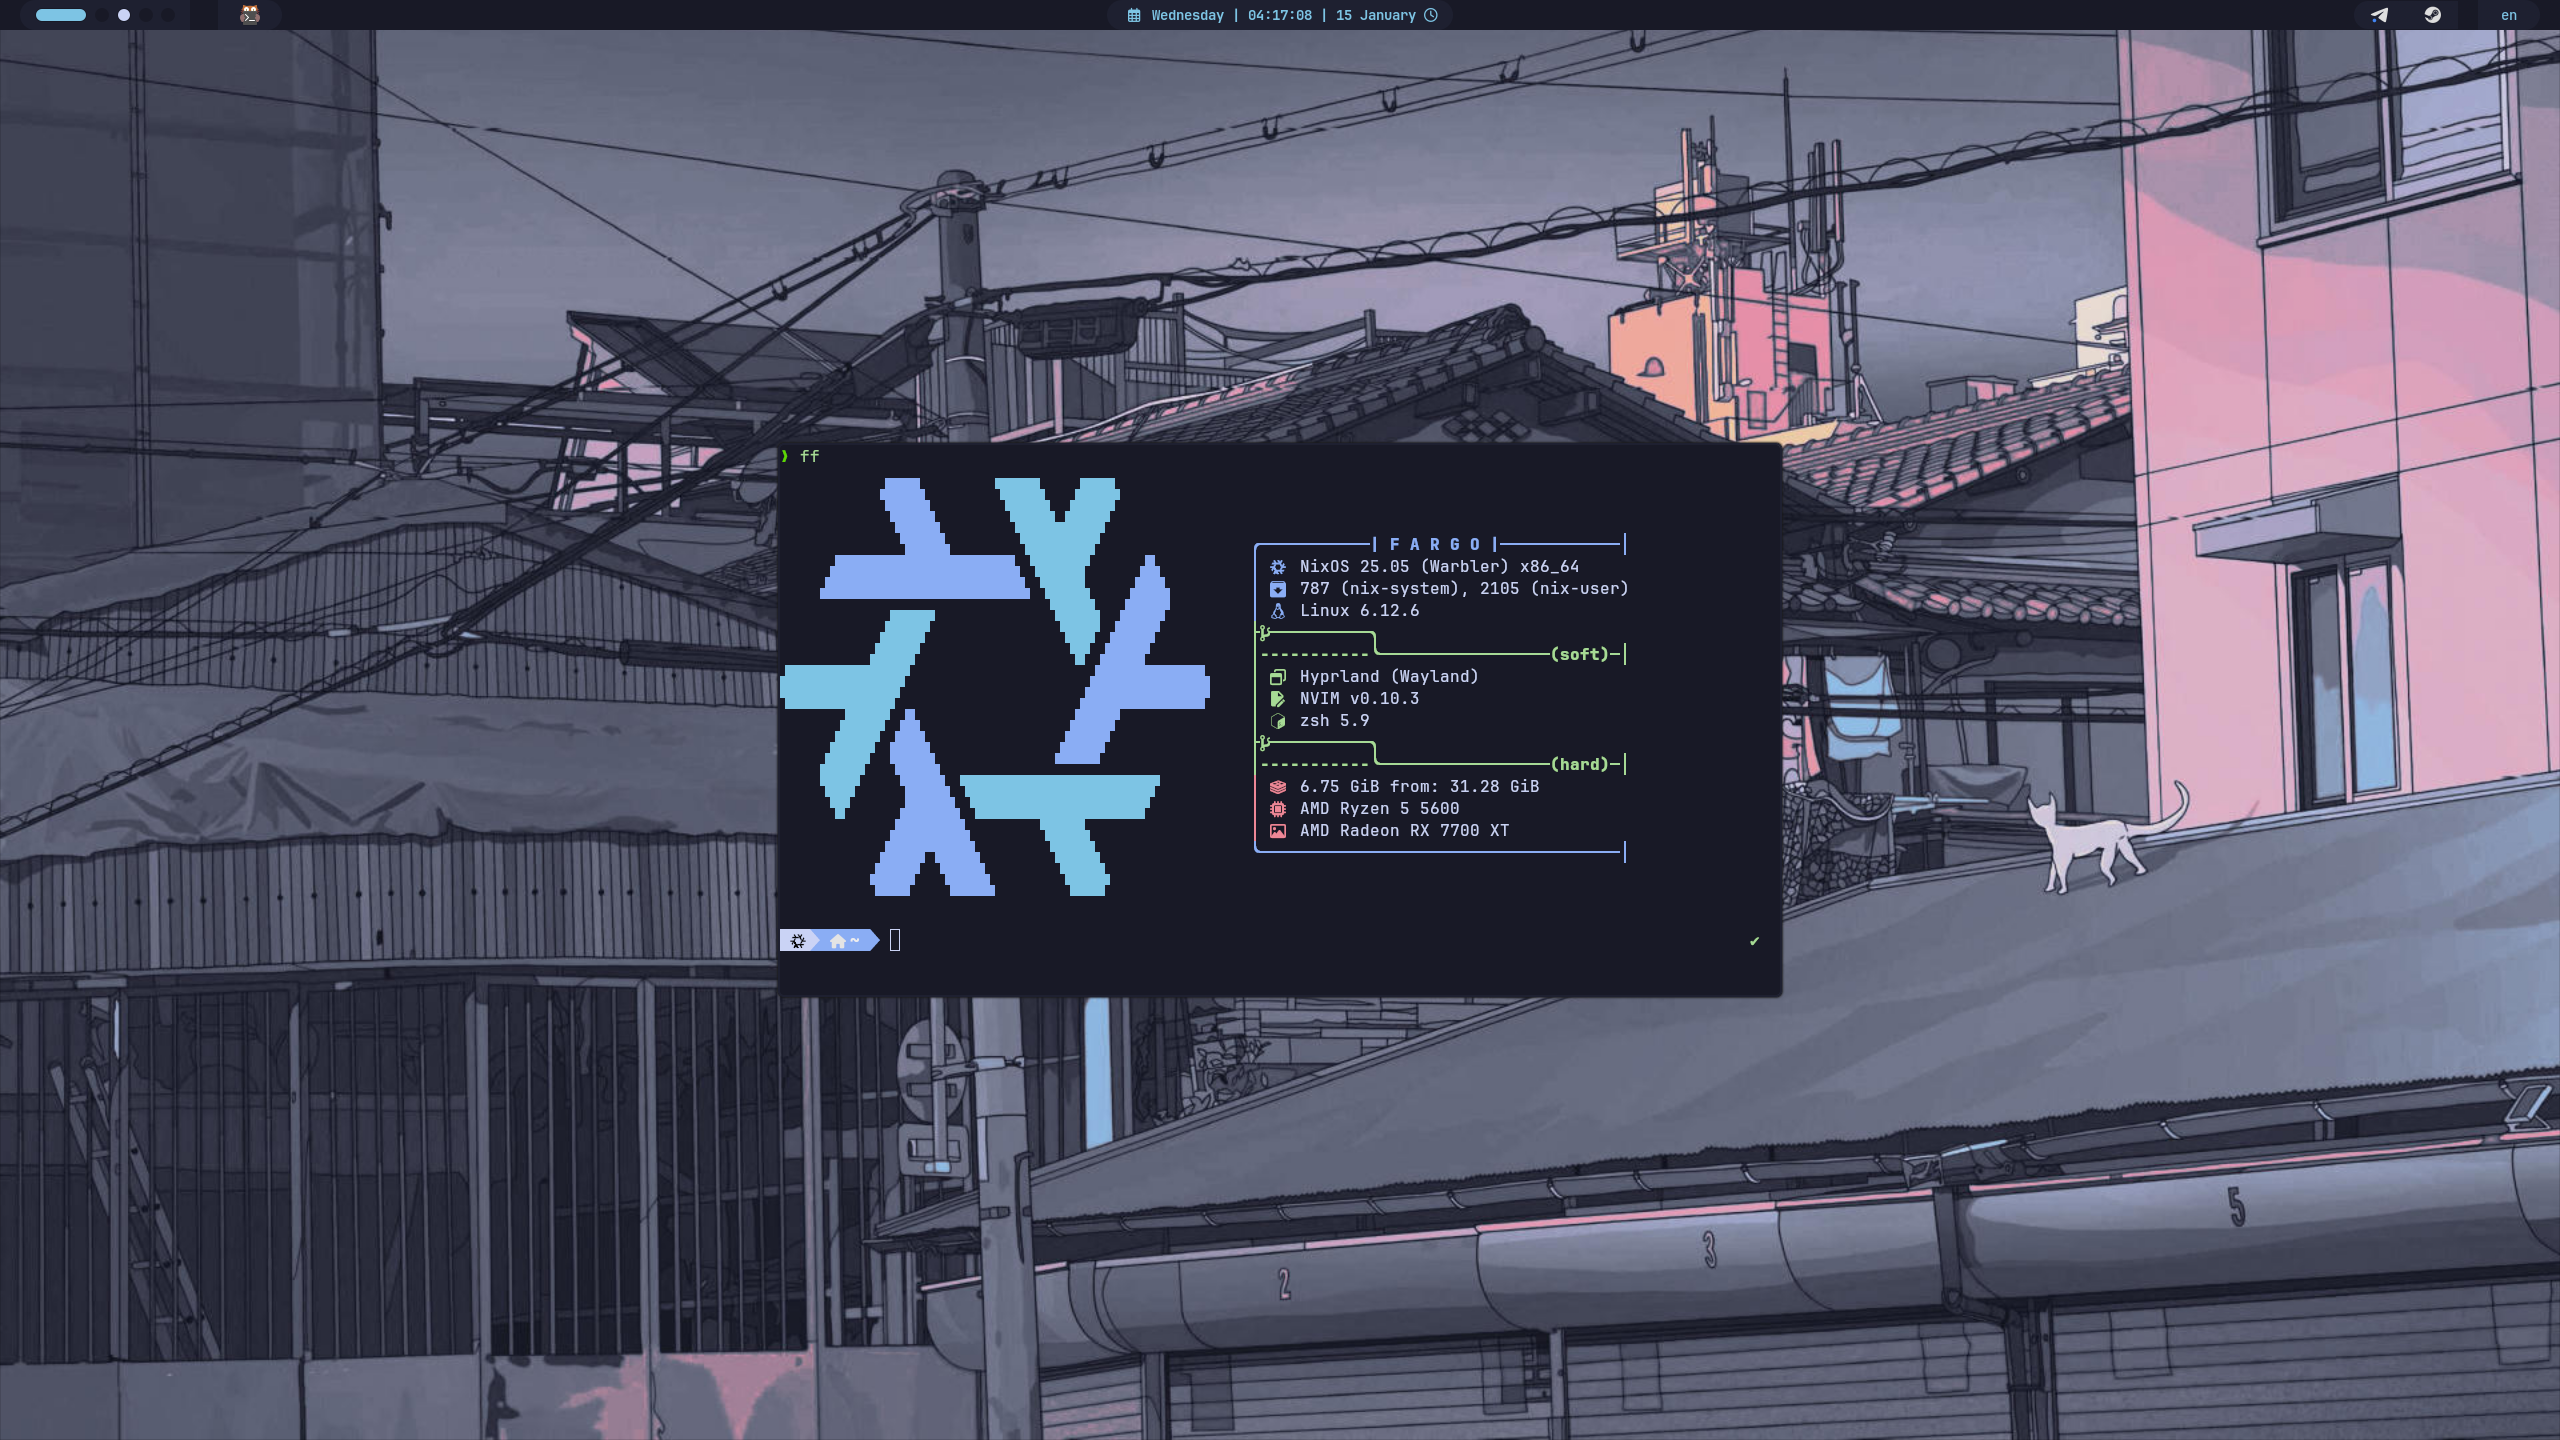 Wednesday | 04:17:08 | 15 January
en
ff
| F A R G O |
NixOS 25.05 (Warbler) x86_64
787 (nix-system), 2105 (nix-user)
Linux 6.12.6
(soft)
Hyprland (Wayland)
NVIM v0.10.3
zsh 5.9
(hard)
6.75 GiB from: 31.28 GiB
AMD Ryzen 5 5600
AMD Radeon RX 7700 XT
~
2
3
5